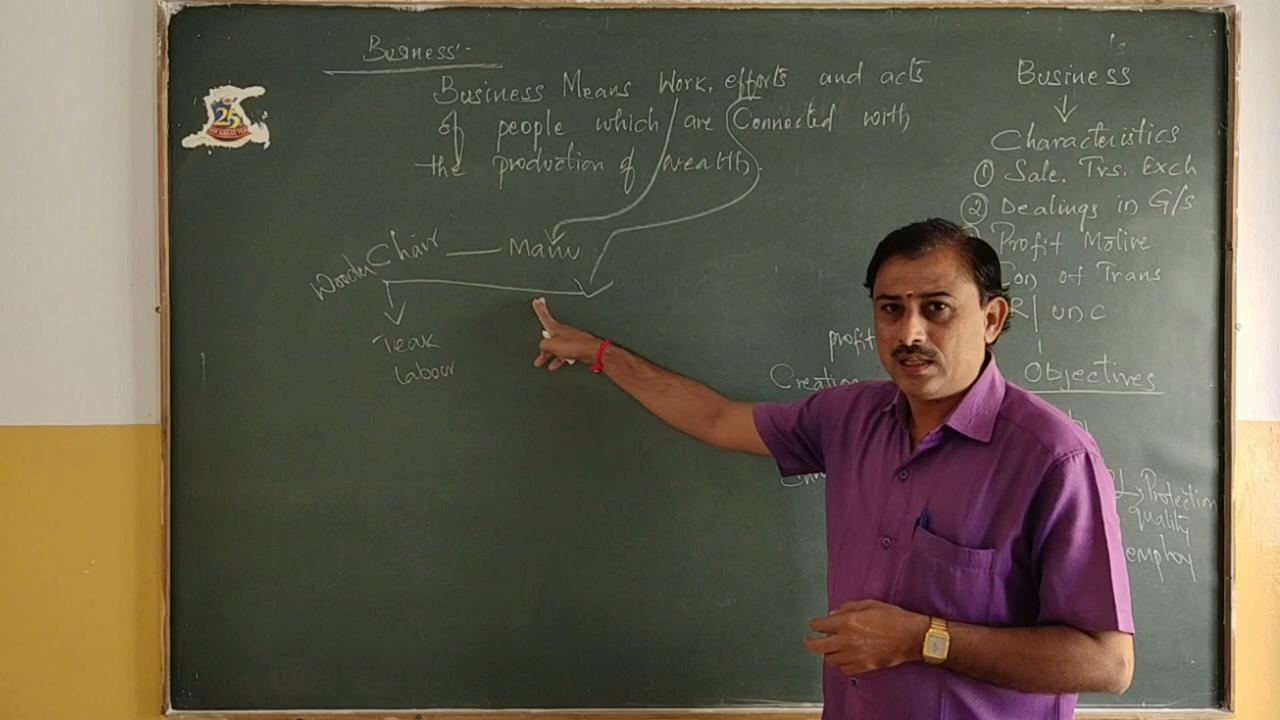 Business:-
Business Means Work, efforts and acts
of people which are Connected with
the production of wealth.
Wooden Chair — Manu
Teak
labour
Business
Characteristics
① Sale. Trs. Exch
② Dealings in G/S
Profit Motive
Con of Trans
R/ unc
profit
Creation
Objectives
Protection
quality
employ
25